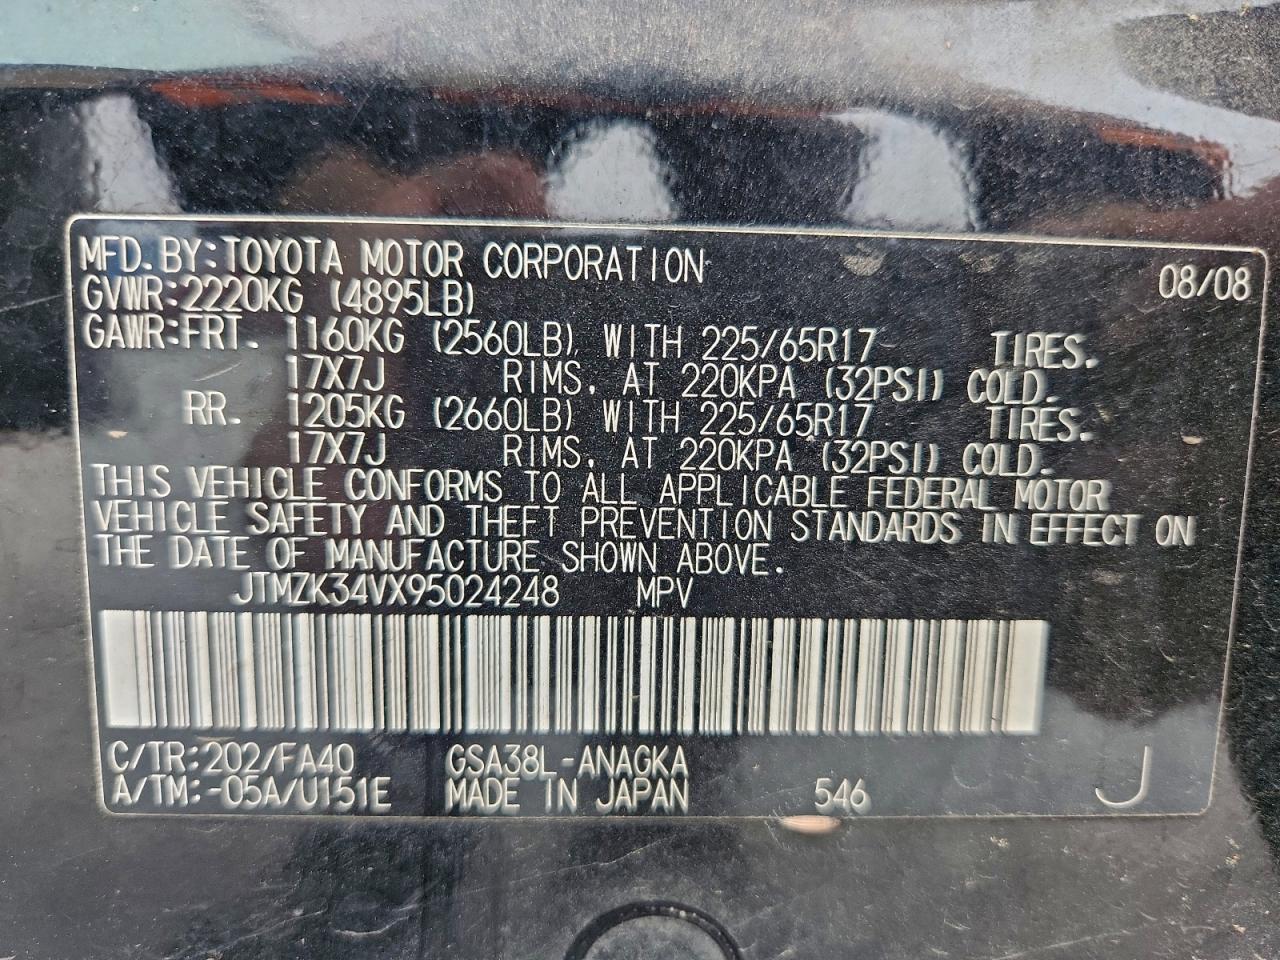 MFD. BY: TOYOTA MOTOR CORPORATION 08/08
GVWR: 2220KG (4895LB)
GAWR: FRT. 1160KG (2560LB) WITH 225/65R17 TIRES.
17X7J RIMS, AT 220KPA (32PSI) COLD.
RR. 1205KG (2660LB) WITH 225/65R17 TIRES.
17X7J RIMS, AT 220KPA (32PSI) COLD.
THIS VEHICLE CONFORMS TO ALL APPLICABLE FEDERAL MOTOR
VEHICLE SAFETY AND THEFT PREVENTION STANDARDS IN EFFECT ON
THE DATE OF MANUFACTURE SHOWN ABOVE.
JTMZK34VX95024248 MPV
C/TR: 202/FA40 GSA38L-ANAGKA
A/TM: -05A/U151E MADE IN JAPAN 546 J